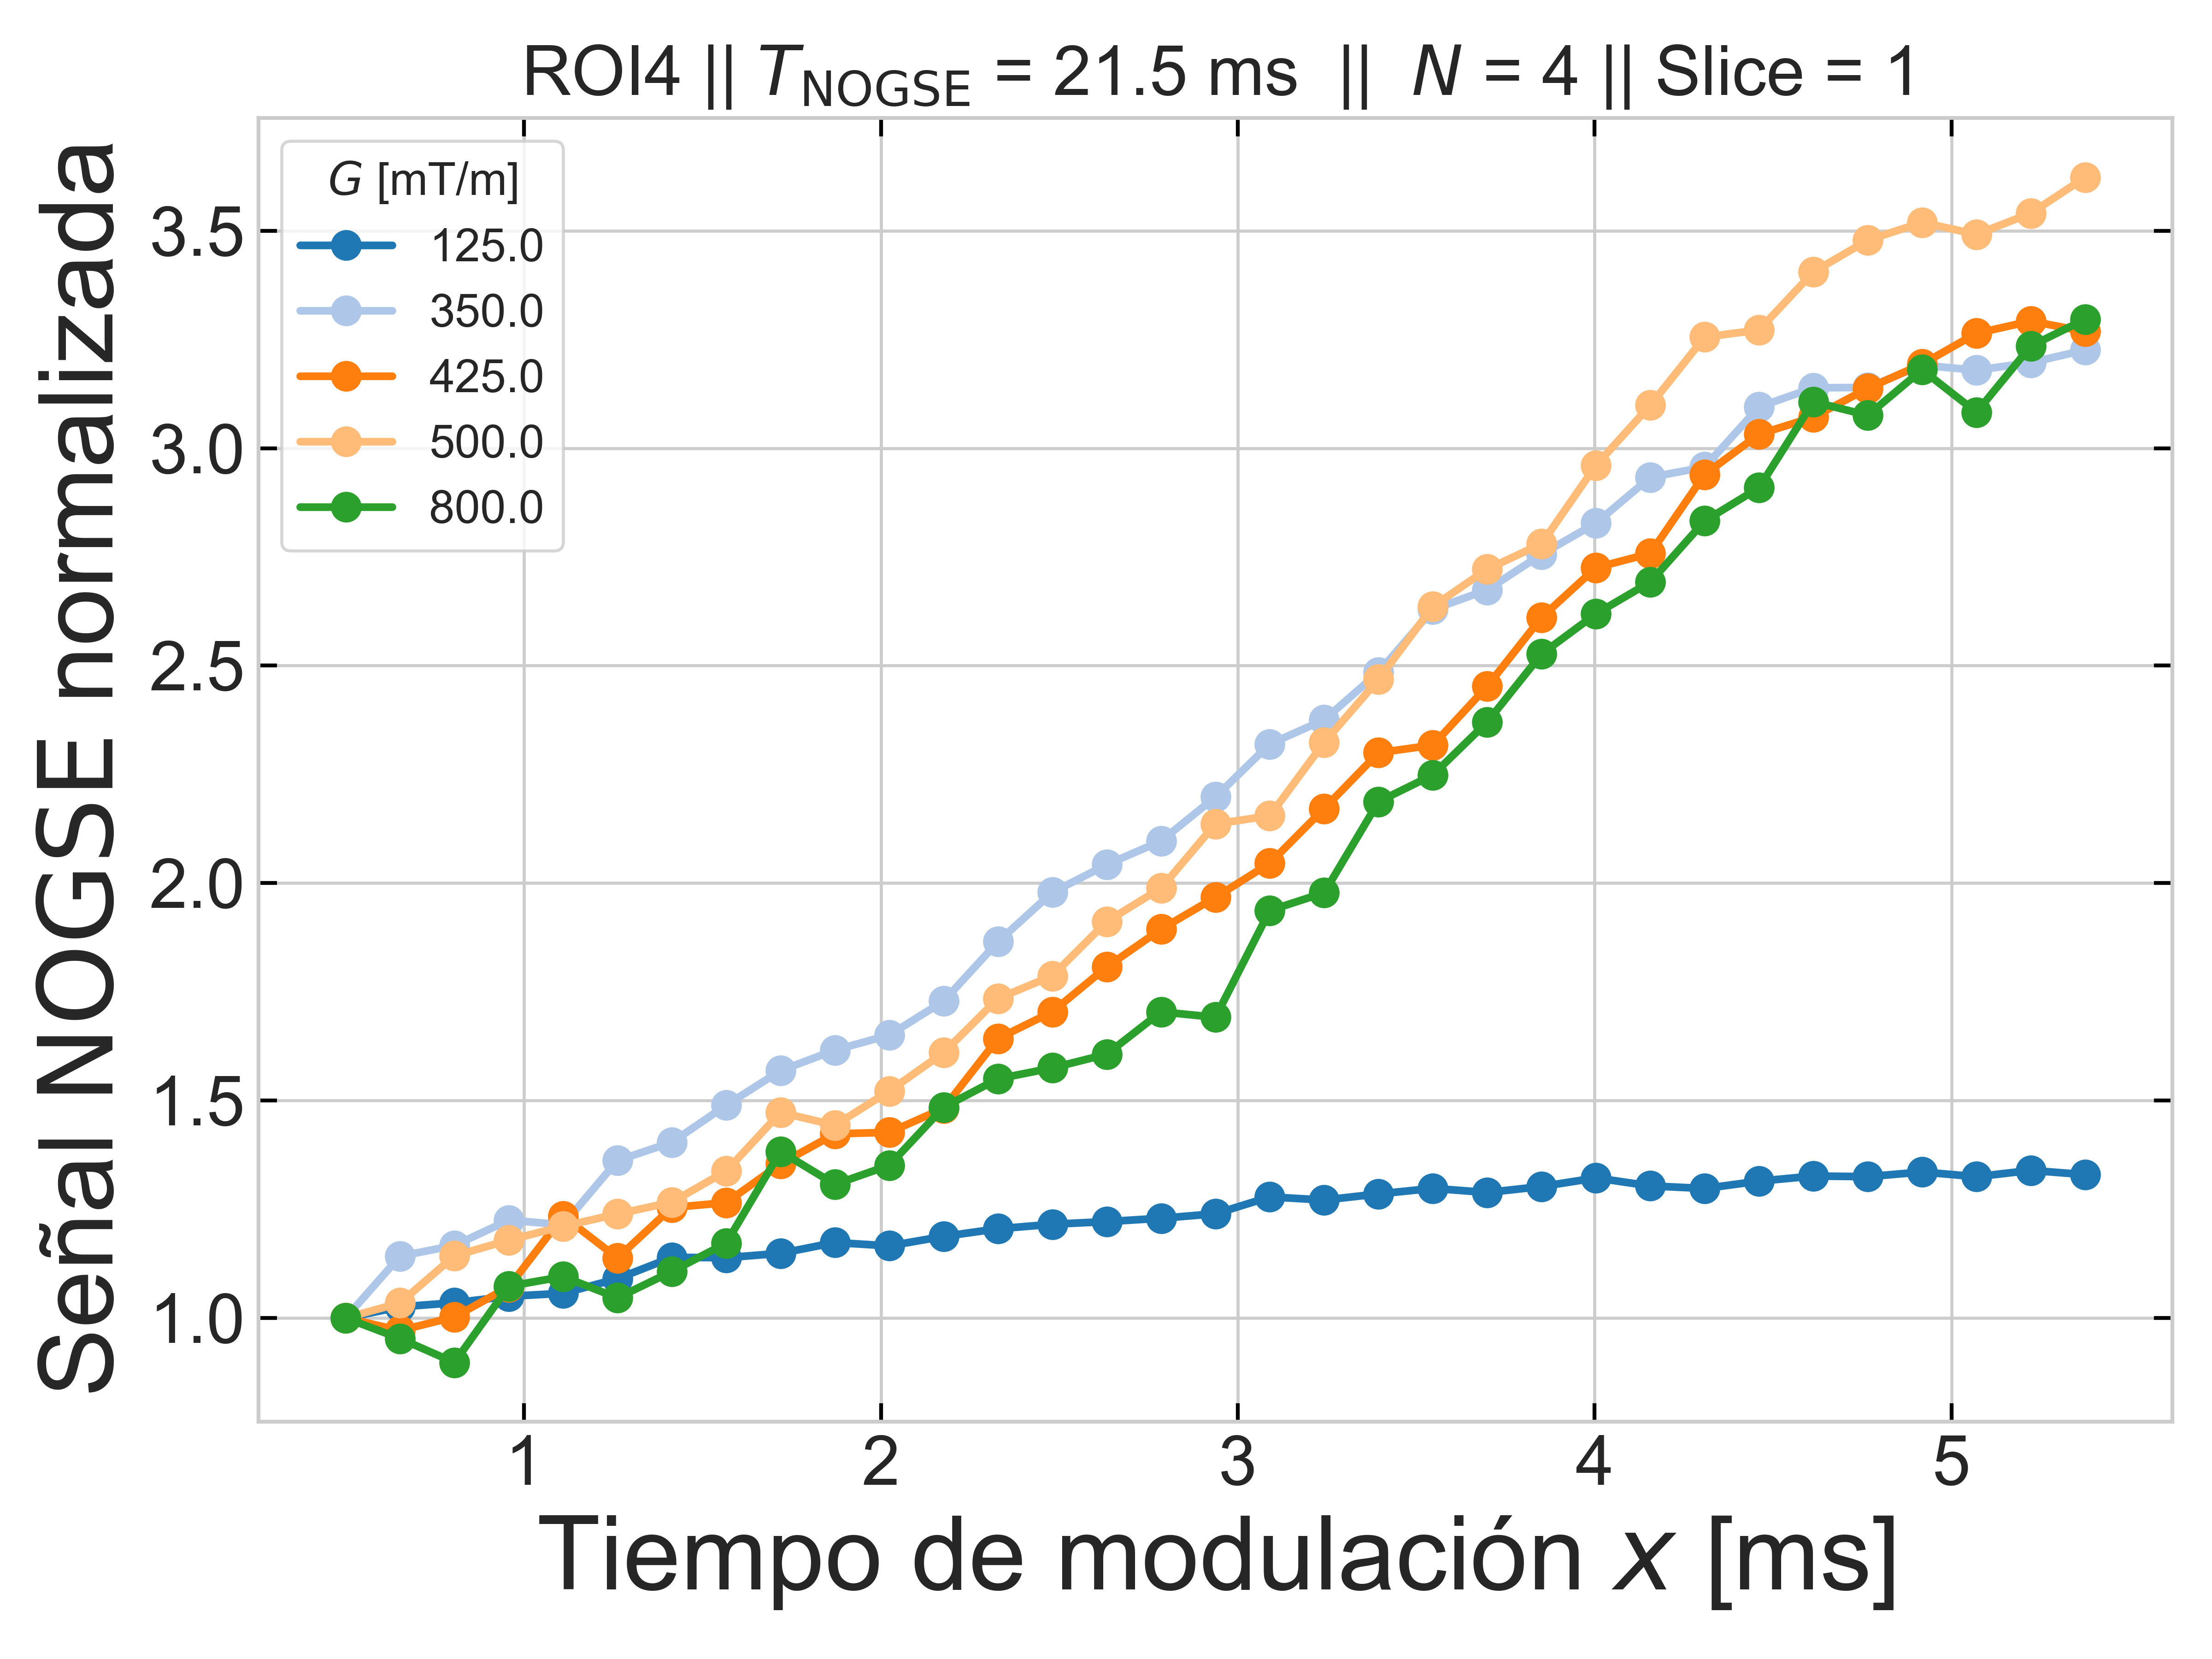 ROI4 || T_NOGSE = 21.5 ms || N = 4 || Slice = 1
Señal NOGSE normalizada
3.5
3.0
2.5
2.0
1.5
1.0
G [mT/m]
125.0
350.0
425.0
500.0
800.0
1 2 3 4 5
Tiempo de modulación x [ms]